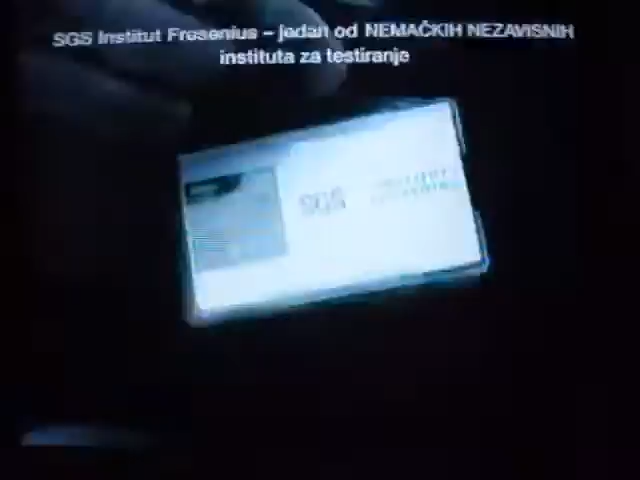 SGS Institut Fresenius – jedan od NEMAČKIH NEZAVISNIH
instituta za testiranje
SGS